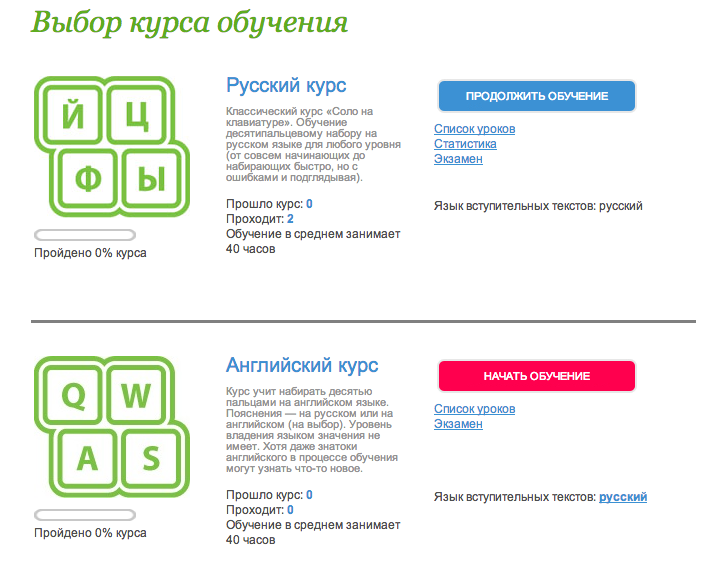 Выбор курса обучения
Й Ц
Ф Ы
Пройдено 0% курса
Русский курс
Классический курс «Соло на
клавиатуре». Обучение
десятипальцевому набору на
русском языке для любого уровня
(от совсем начинающих до
набирающих быстро, но с
ошибками и подглядывая).
Прошло курс: 0
Проходит: 2
Обучение в среднем занимает
40 часов
ПРОДОЛЖИТЬ ОБУЧЕНИЕ
Список уроков
Статистика
Экзамен
Язык вступительных текстов: русский
Q W
A S
Пройдено 0% курса
Английский курс
Курс учит набирать десятью
пальцами на английском языке.
Пояснения — на русском или на
английском (на выбор). Уровень
владения языком значения не
имеет. Хотя даже знатоки
английского в процессе обучения
могут узнать что-то новое.
Прошло курс: 0
Проходит: 0
Обучение в среднем занимает
40 часов
НАЧАТЬ ОБУЧЕНИЕ
Список уроков
Экзамен
Язык вступительных текстов: русский